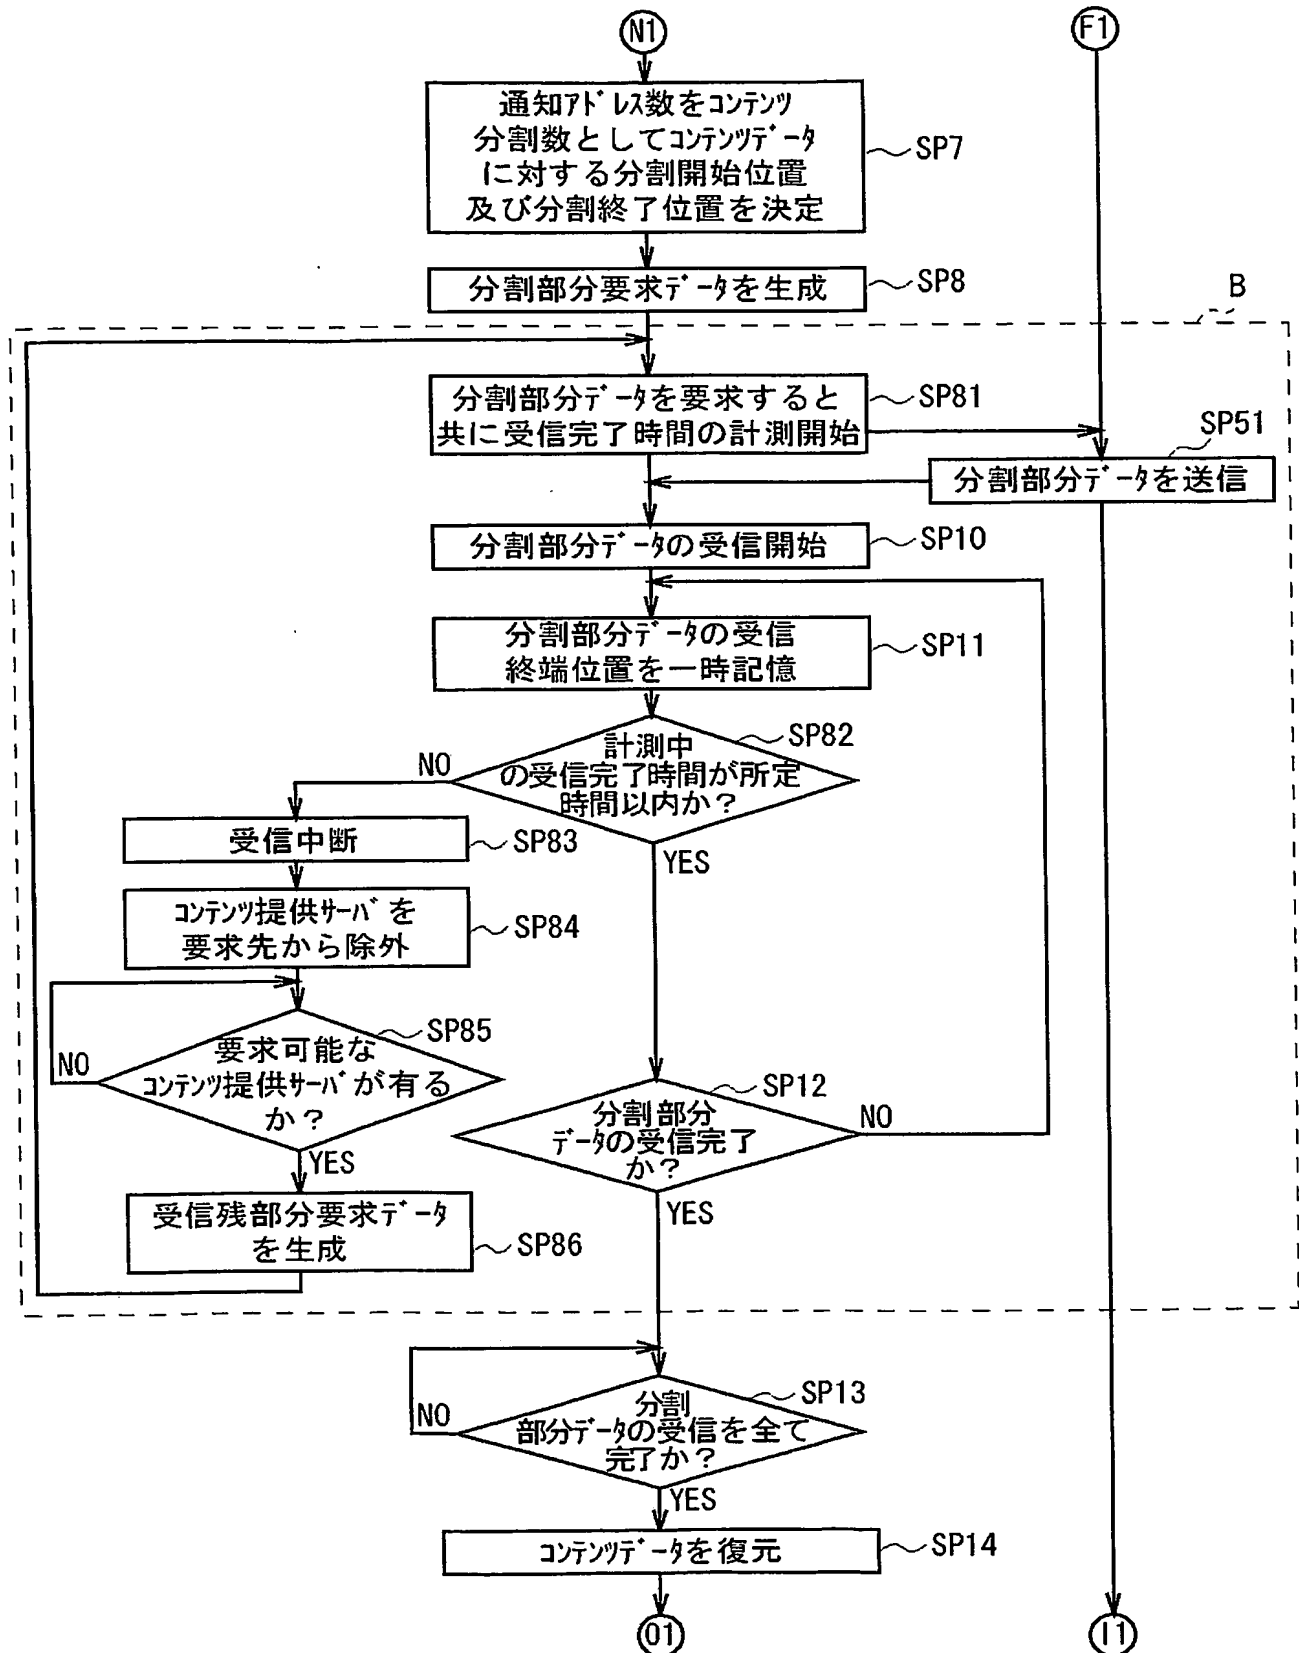 N1
F1
通知ｱﾄﾞﾚｽ数をｺﾝﾃﾝﾂ
分割数としてｺﾝﾃﾝﾂﾃﾞｰﾀ
に対する分割開始位置
及び分割終了位置を決定
SP7
分割部分要求ﾃﾞｰﾀを生成
SP8
B
分割部分ﾃﾞｰﾀを要求すると
共に受信完了時間の計測開始
SP81
SP51
分割部分ﾃﾞｰﾀを送信
分割部分ﾃﾞｰﾀの受信開始
SP10
分割部分ﾃﾞｰﾀの受信
終端位置を一時記憶
SP11
計測中
の受信完了時間が所定
時間以内か？
SP82
NO
YES
受信中断
SP83
ｺﾝﾃﾝﾂ提供ｻｰﾊﾞを
要求先から除外
SP84
要求可能な
ｺﾝﾃﾝﾂ提供ｻｰﾊﾞが有る
か？
SP85
NO
YES
分割部分
ﾃﾞｰﾀの受信完了
か？
SP12
NO
YES
受信残部分要求ﾃﾞｰﾀ
を生成
SP86
分割
部分ﾃﾞｰﾀの受信を全て
完了か？
SP13
NO
YES
ｺﾝﾃﾝﾂﾃﾞｰﾀを復元
SP14
O1
I1